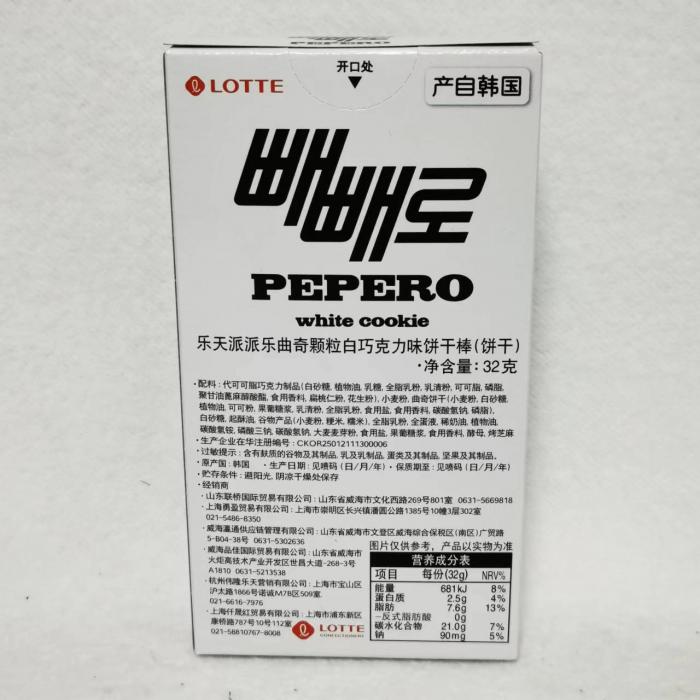 PEPERO
开口处
LOTTE
产自韩国
빼빼로
PEPERO
white cookie
乐天派派乐曲奇颗粒白巧克力味饼干棒(饼干)
·净含量: 32克
·配料: 代可可脂巧克力制品(白砂糖, 植物油, 乳糖, 全脂乳粉, 乳清粉, 可可脂, 磷脂,
聚甘油蓖麻醇酸酯, 食用香料, 扁桃仁粉, 花生粉), 小麦粉, 曲奇饼干(小麦粉, 白砂糖,
植物油, 可可粉, 果葡糖浆, 乳清粉, 全脂乳粉, 食用盐, 食用香料, 碳酸氢钠, 磷脂),
白砂糖, 起酥油, 谷物产品(小麦粉, 粳米, 糯米), 全脂乳粉, 全蛋液, 稀奶油, 植物油,
碳酸氢铵, 磷酸三钠, 碳酸氢钠, 大麦麦芽粉, 食用盐, 果葡糖浆, 食用香料, 酵母, 烤芝麻
·生产企业在华注册编号: CKOR25012111300006
·过敏提示: 含有麸质的谷物及其制品, 乳及乳制品, 蛋类及其制品, 坚果及其制品。
·原产国: 韩国 ·生产日期: 见喷码 (日/月/年) ·保质期至: 见喷码 (日/月/年)
·贮存条件: 避阳光, 阴凉干燥处保存
·经销商
·山东联桥国际贸易有限公司: 山东省威海市文化西路269号801室 0631-5669818
·上海勇盈贸易有限公司: 上海市崇明区长兴镇潘圆公路1385号10幢3层302室
021-5486-8350
·威海瀛通供应链管理有限公司: 山东省威海市文登区威海综合保税区(南区)广贸路
5-B04-38号 0631-5302636
·威海品佳国际贸易有限公司: 山东省威海市
火炬高技术产业开发区世昌大道-268-3号
A1810 0631-5213538
·杭州伟隆乐天营销有限公司: 上海市宝山区
沪太路1866号诺诚M7B区509室.
021-6616-7976
·上海仟晟红贸易有限公司: 上海市浦东新区
康桥路787号10号112室
021-58810767-8008
LOTTE
CONFECTIONERY
图片仅供参考, 产品以实物为准
营养成分表
项目 每份(32g) NRV%
能量 681kJ 8%
蛋白质 2.5g 4%
脂肪 7.6g 13%
-反式脂肪酸 0g
碳水化合物 21.0g 7%
钠 90mg 5%